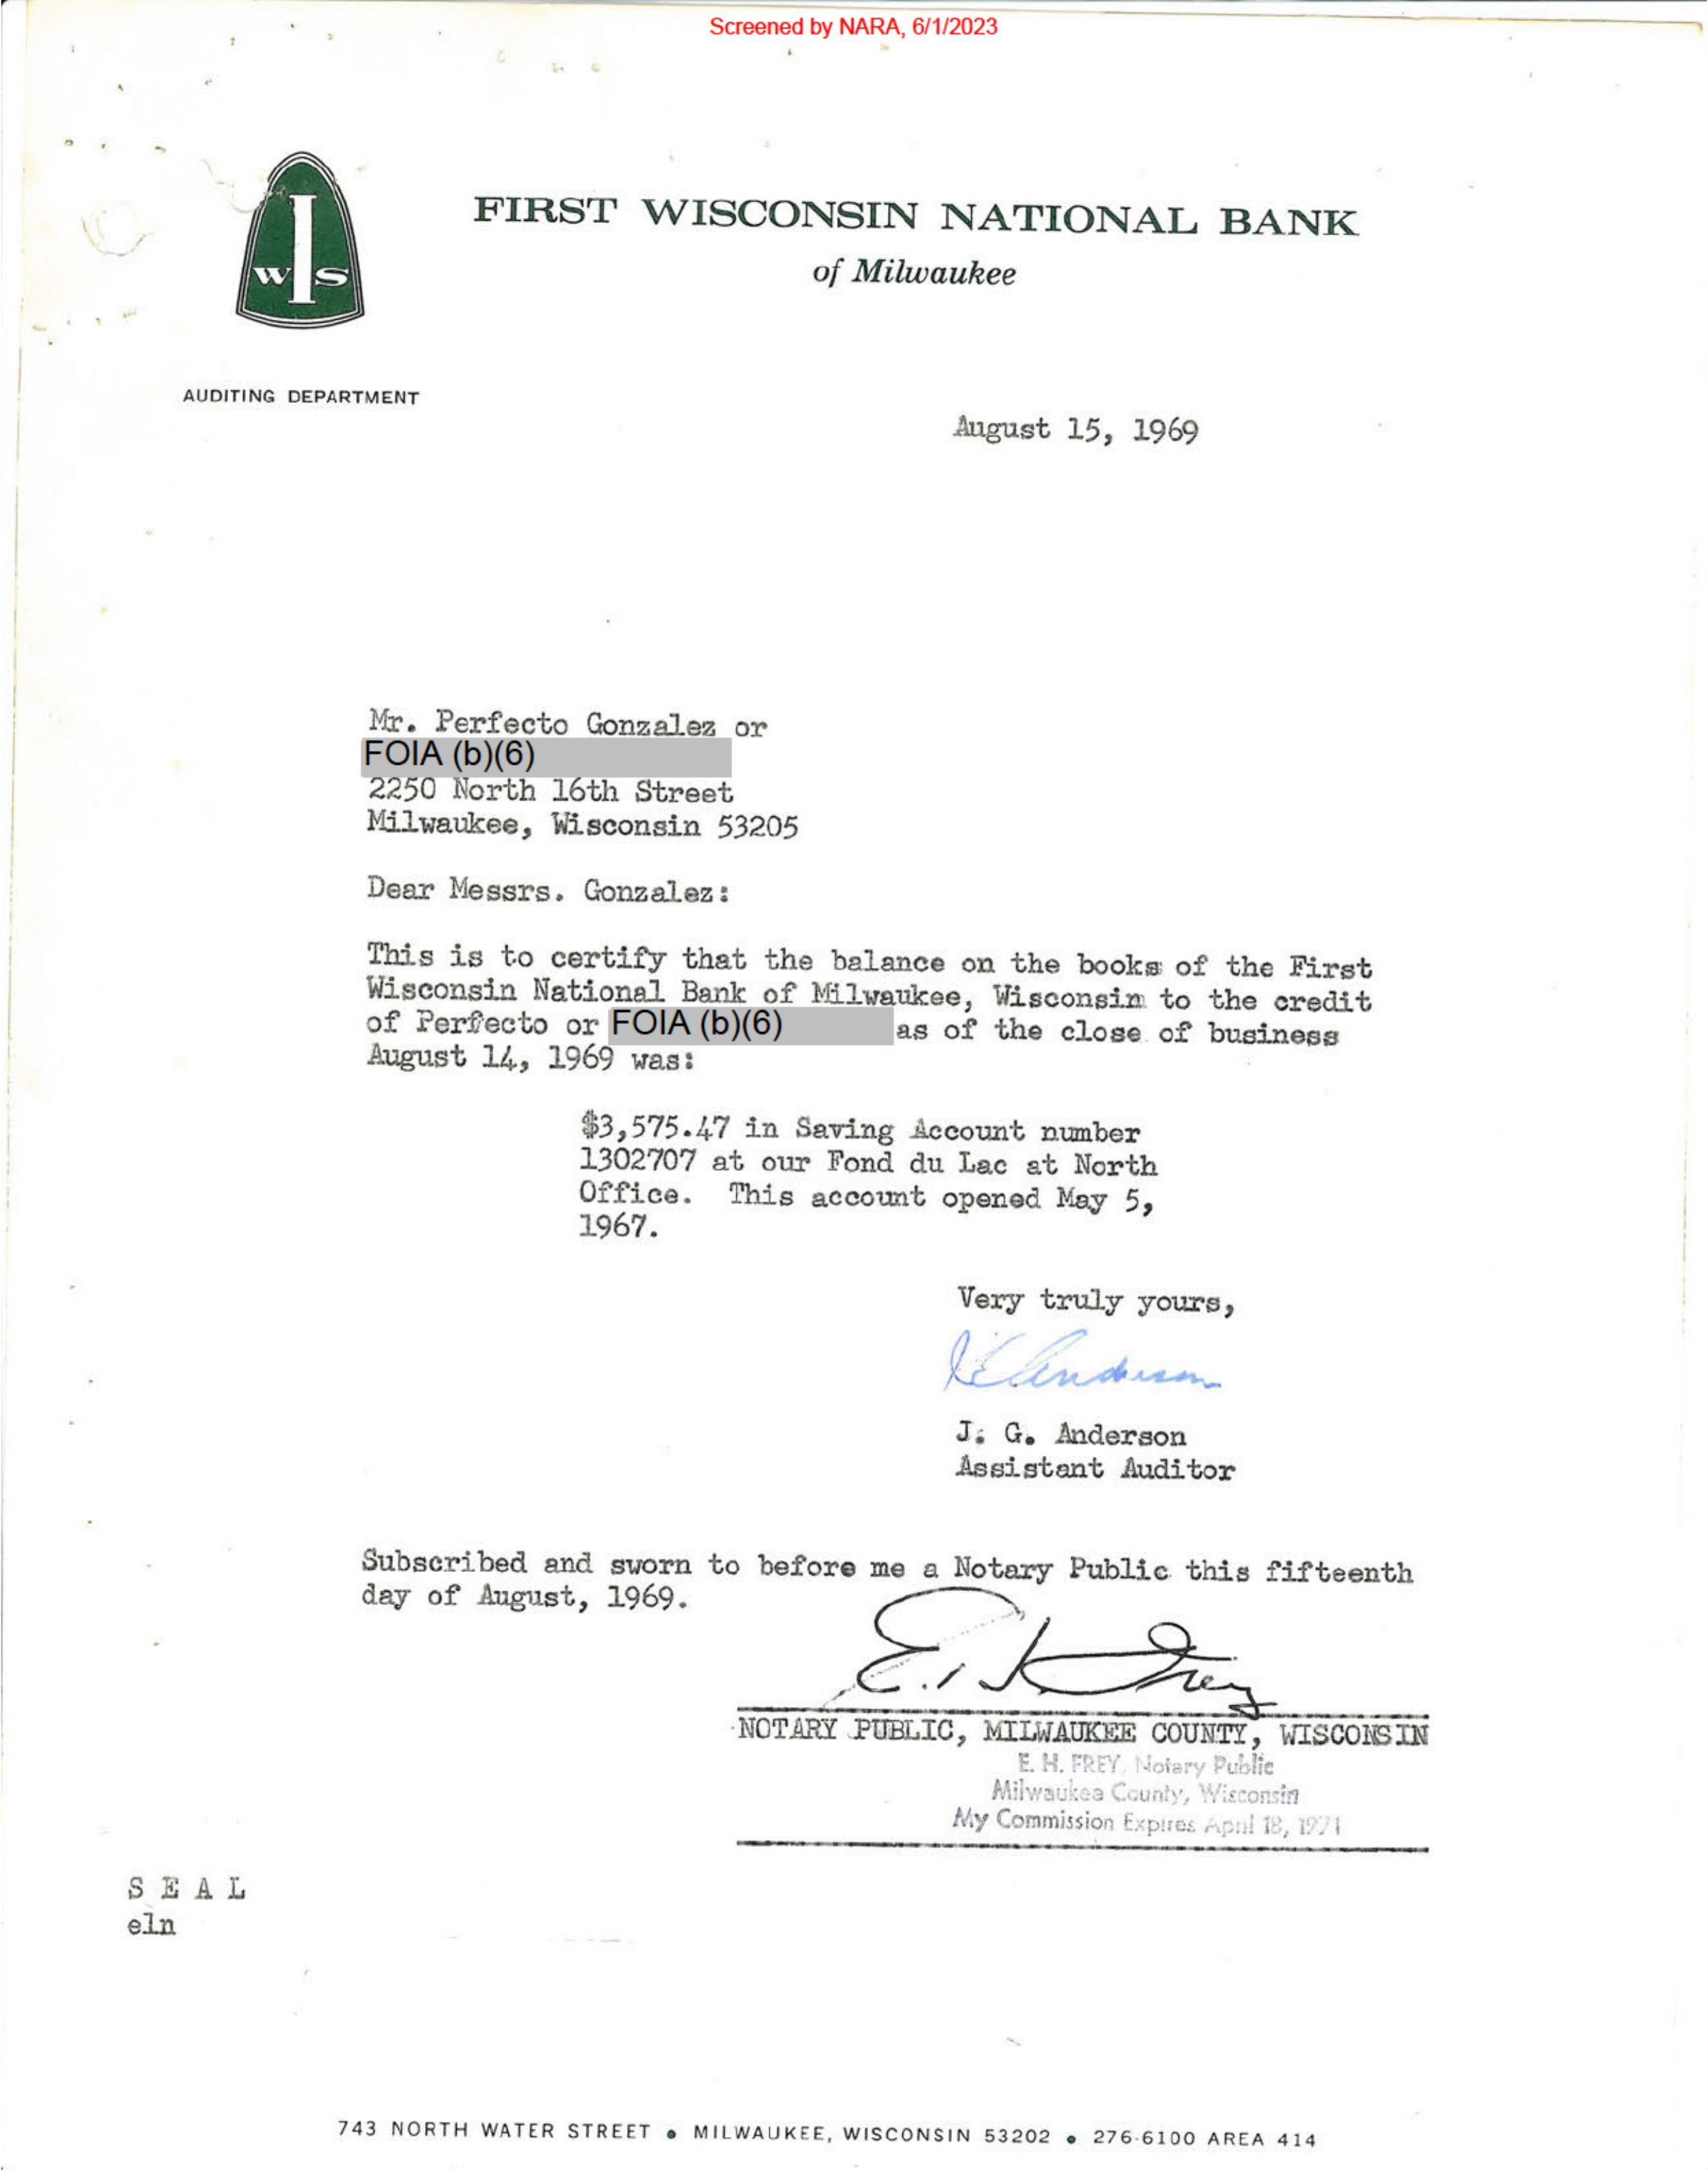 Screened by NARA, 6/1/2023
WIS
FIRST WISCONSIN NATIONAL BANK
of Milwaukee
AUDITING DEPARTMENT
August 15, 1969
Mr. Perfecto Gonzalez or
FOIA (b)(6)
2250 North 16th Street
Milwaukee, Wisconsin 53205
Dear Messrs. Gonzalez:
This is to certify that the balance on the books of the First
Wisconsin National Bank of Milwaukee, Wisconsin to the credit
of Perfecto or FOIA (b)(6) as of the close of business
August 14, 1969 was:
$3,575.47 in Saving Account number
1302707 at our Fond du Lac at North
Office. This account opened May 5,
1967.
Very truly yours,
J. G. Anderson
Assistant Auditor
Subscribed and sworn to before me a Notary Public this fifteenth
day of August, 1969.
E. H. Frey
NOTARY PUBLIC, MILWAUKEE COUNTY, WISCONSIN
E. H. FREY, Notary Public
Milwaukee County, Wisconsin
My Commission Expires April 18, 1971
S E A L
eln
743 NORTH WATER STREET • MILWAUKEE, WISCONSIN 53202 • 276-6100 AREA 414